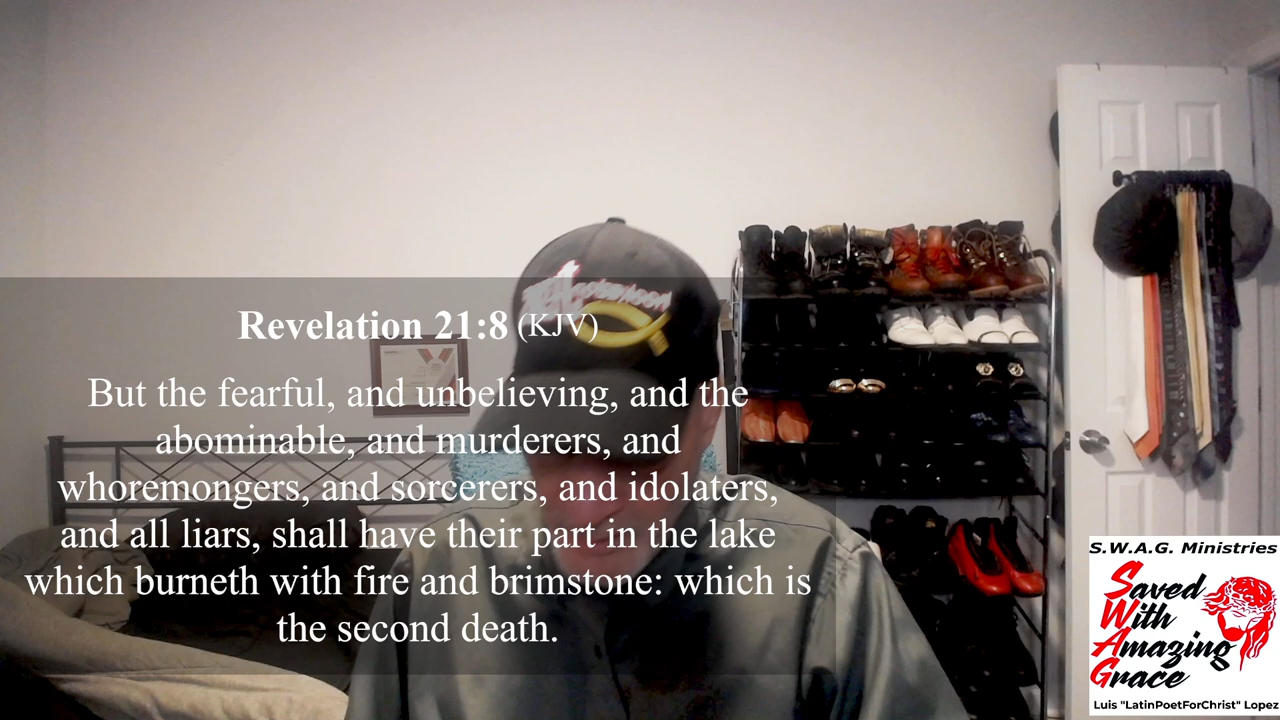 Revelation 21:8 (KJV)
But the fearful, and unbelieving, and the
abominable, and murderers, and
whoremongers, and sorcerers, and idolaters,
and all liars, shall have their part in the lake
which burneth with fire and brimstone: which is
the second death.
S.W.A.G. Ministries
Saved
With
Amazing
Grace
Luis "LatinPoetForChrist" Lopez